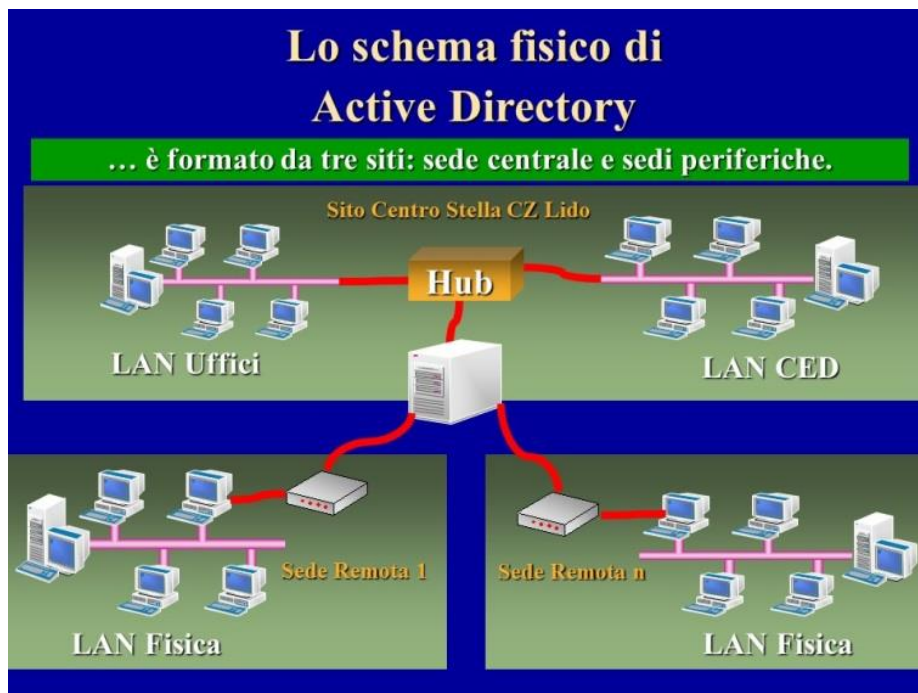 Lo schema fisico di
Active Directory
… è formato da tre siti: sede centrale e sedi periferiche.
Sito Centro Stella CZ Lido
Hub
LAN Uffici
LAN CED
Sede Remota 1
Sede Remota n
LAN Fisica
LAN Fisica